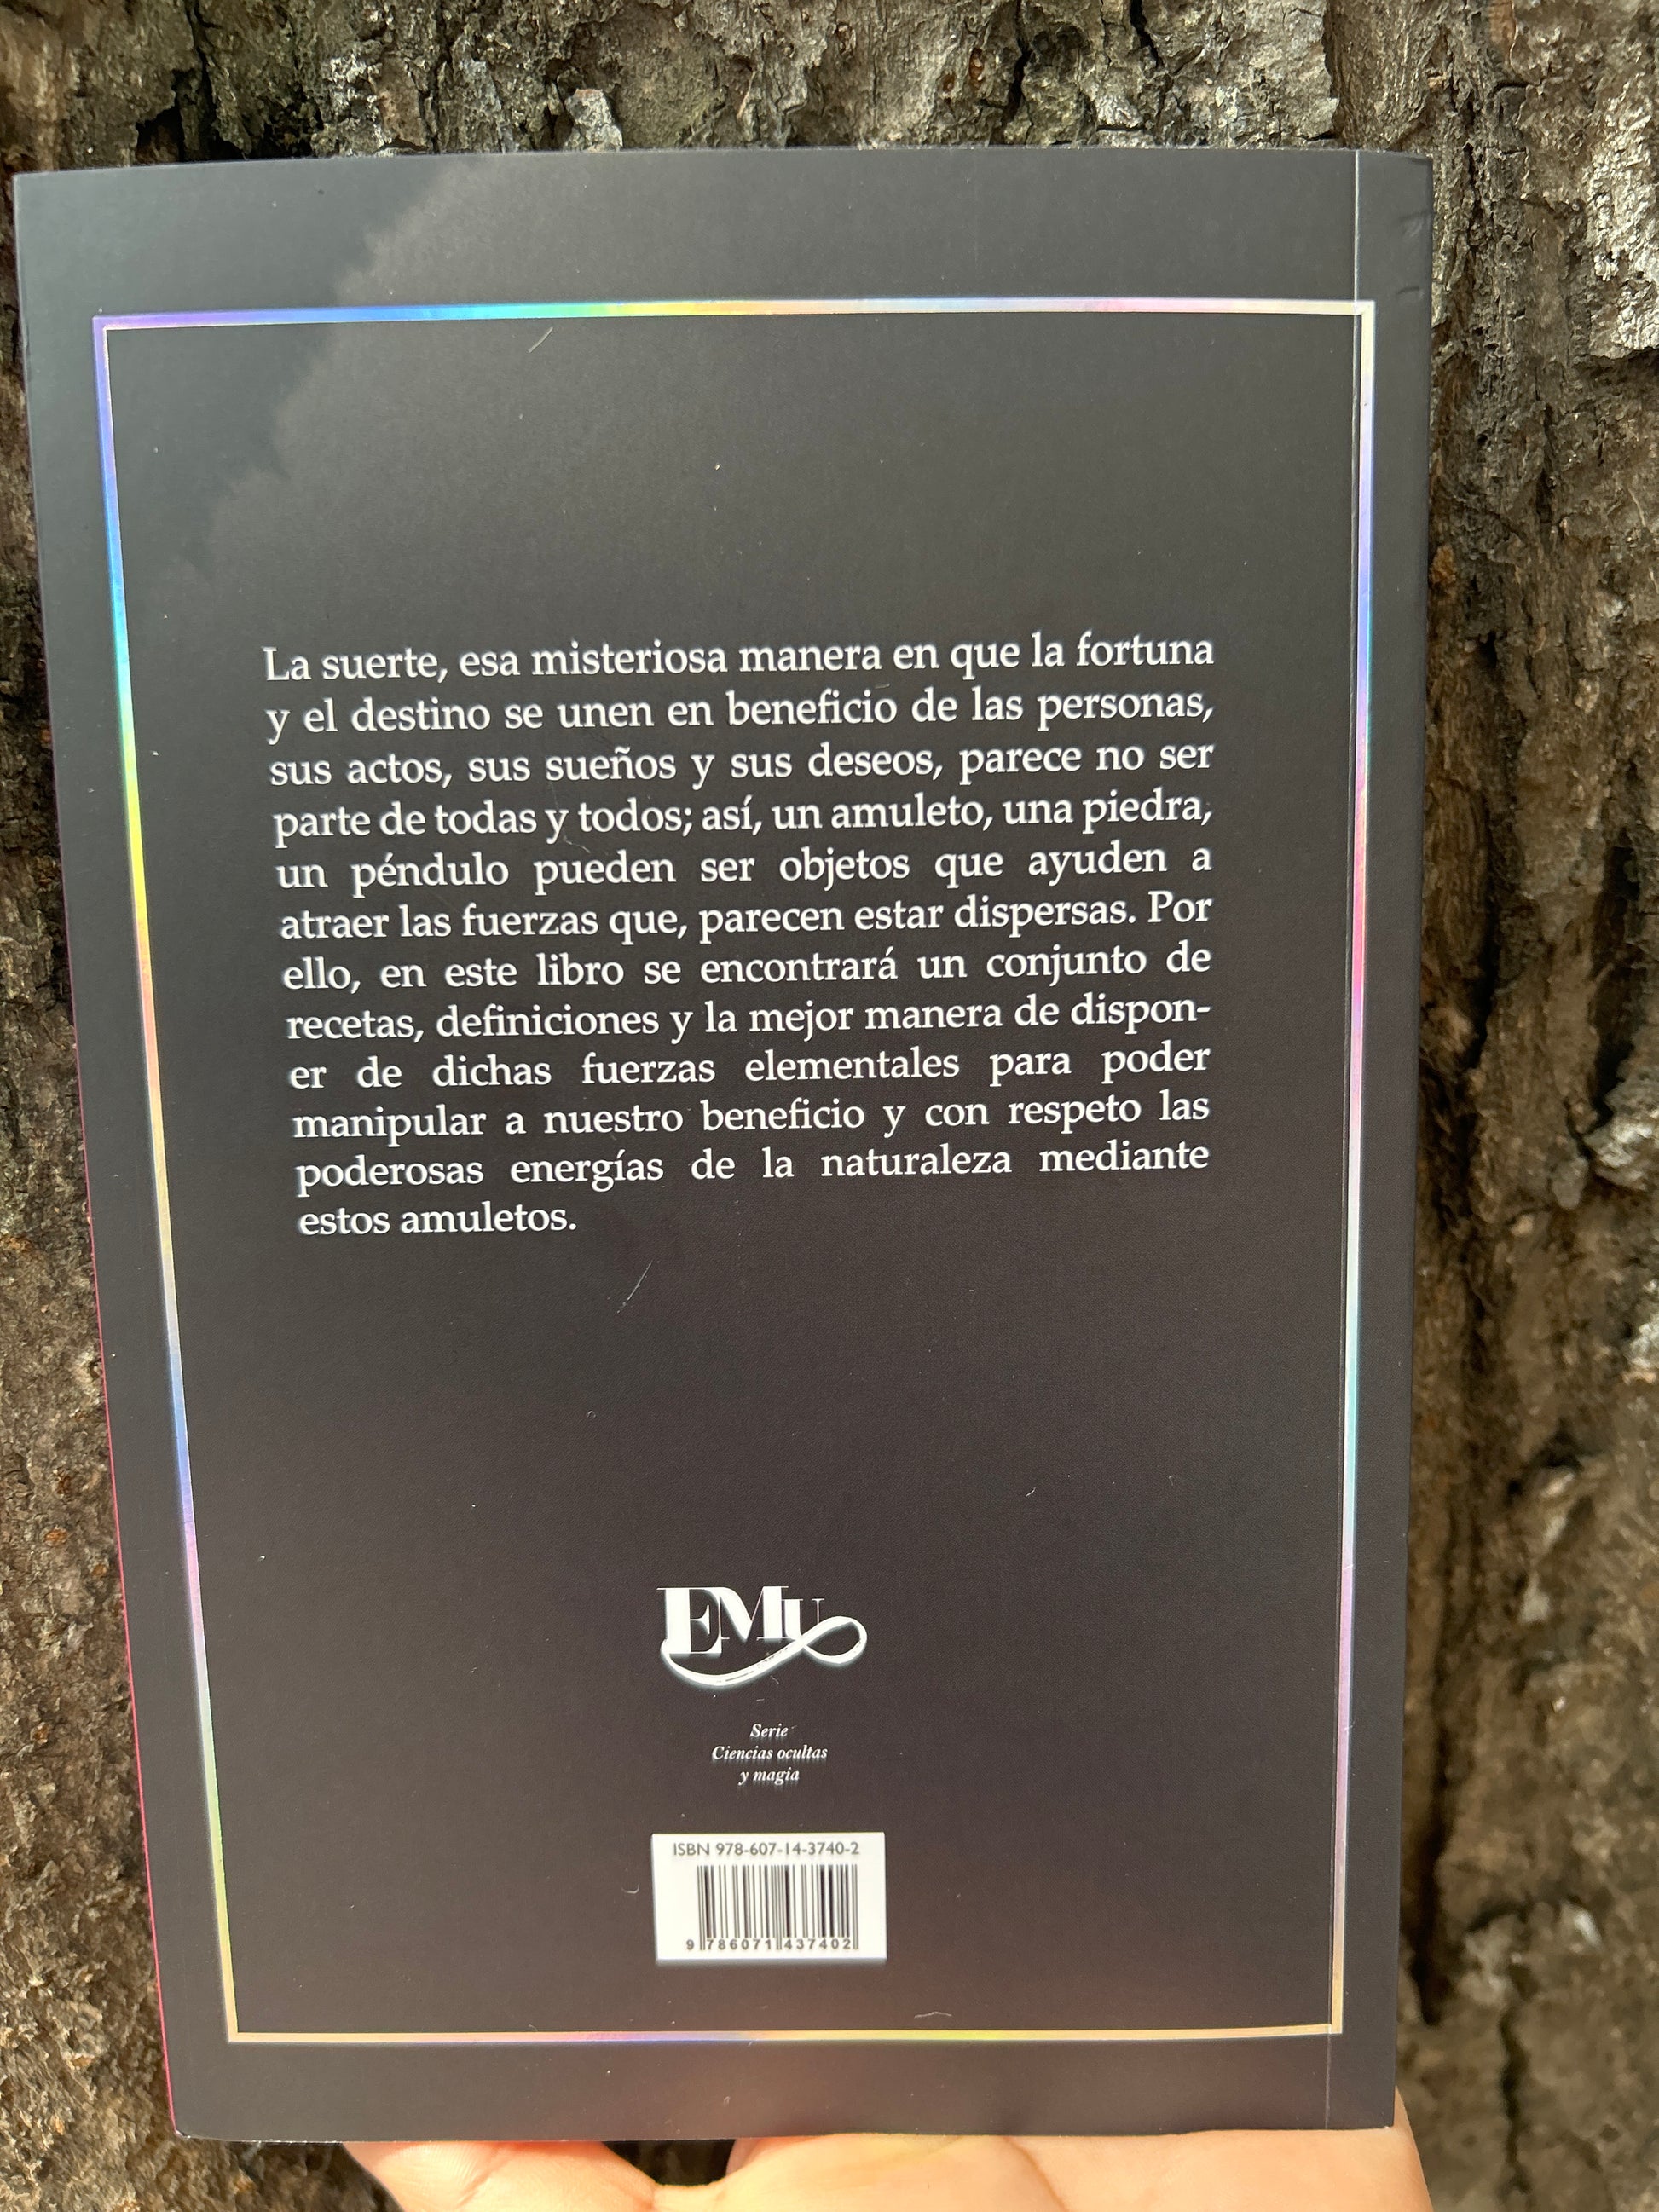 La suerte, esa misteriosa manera en que la fortuna
y el destino se unen en beneficio de las personas,
sus actos, sus sueños y sus deseos, parece no ser
parte de todas y todos; así, un amuleto, una piedra,
un péndulo pueden ser objetos que ayuden a
atraer las fuerzas que, parecen estar dispersas. Por
ello, en este libro se encontrará un conjunto de
recetas, definiciones y la mejor manera de dispon-
er de dichas fuerzas elementales para poder
manipular a nuestro beneficio y con respeto las
poderosas energías de la naturaleza mediante
estos amuletos.
EMU
Serie
Ciencias ocultas
y magia
ISBN 978-607-14-3740-2
9 786071 437402